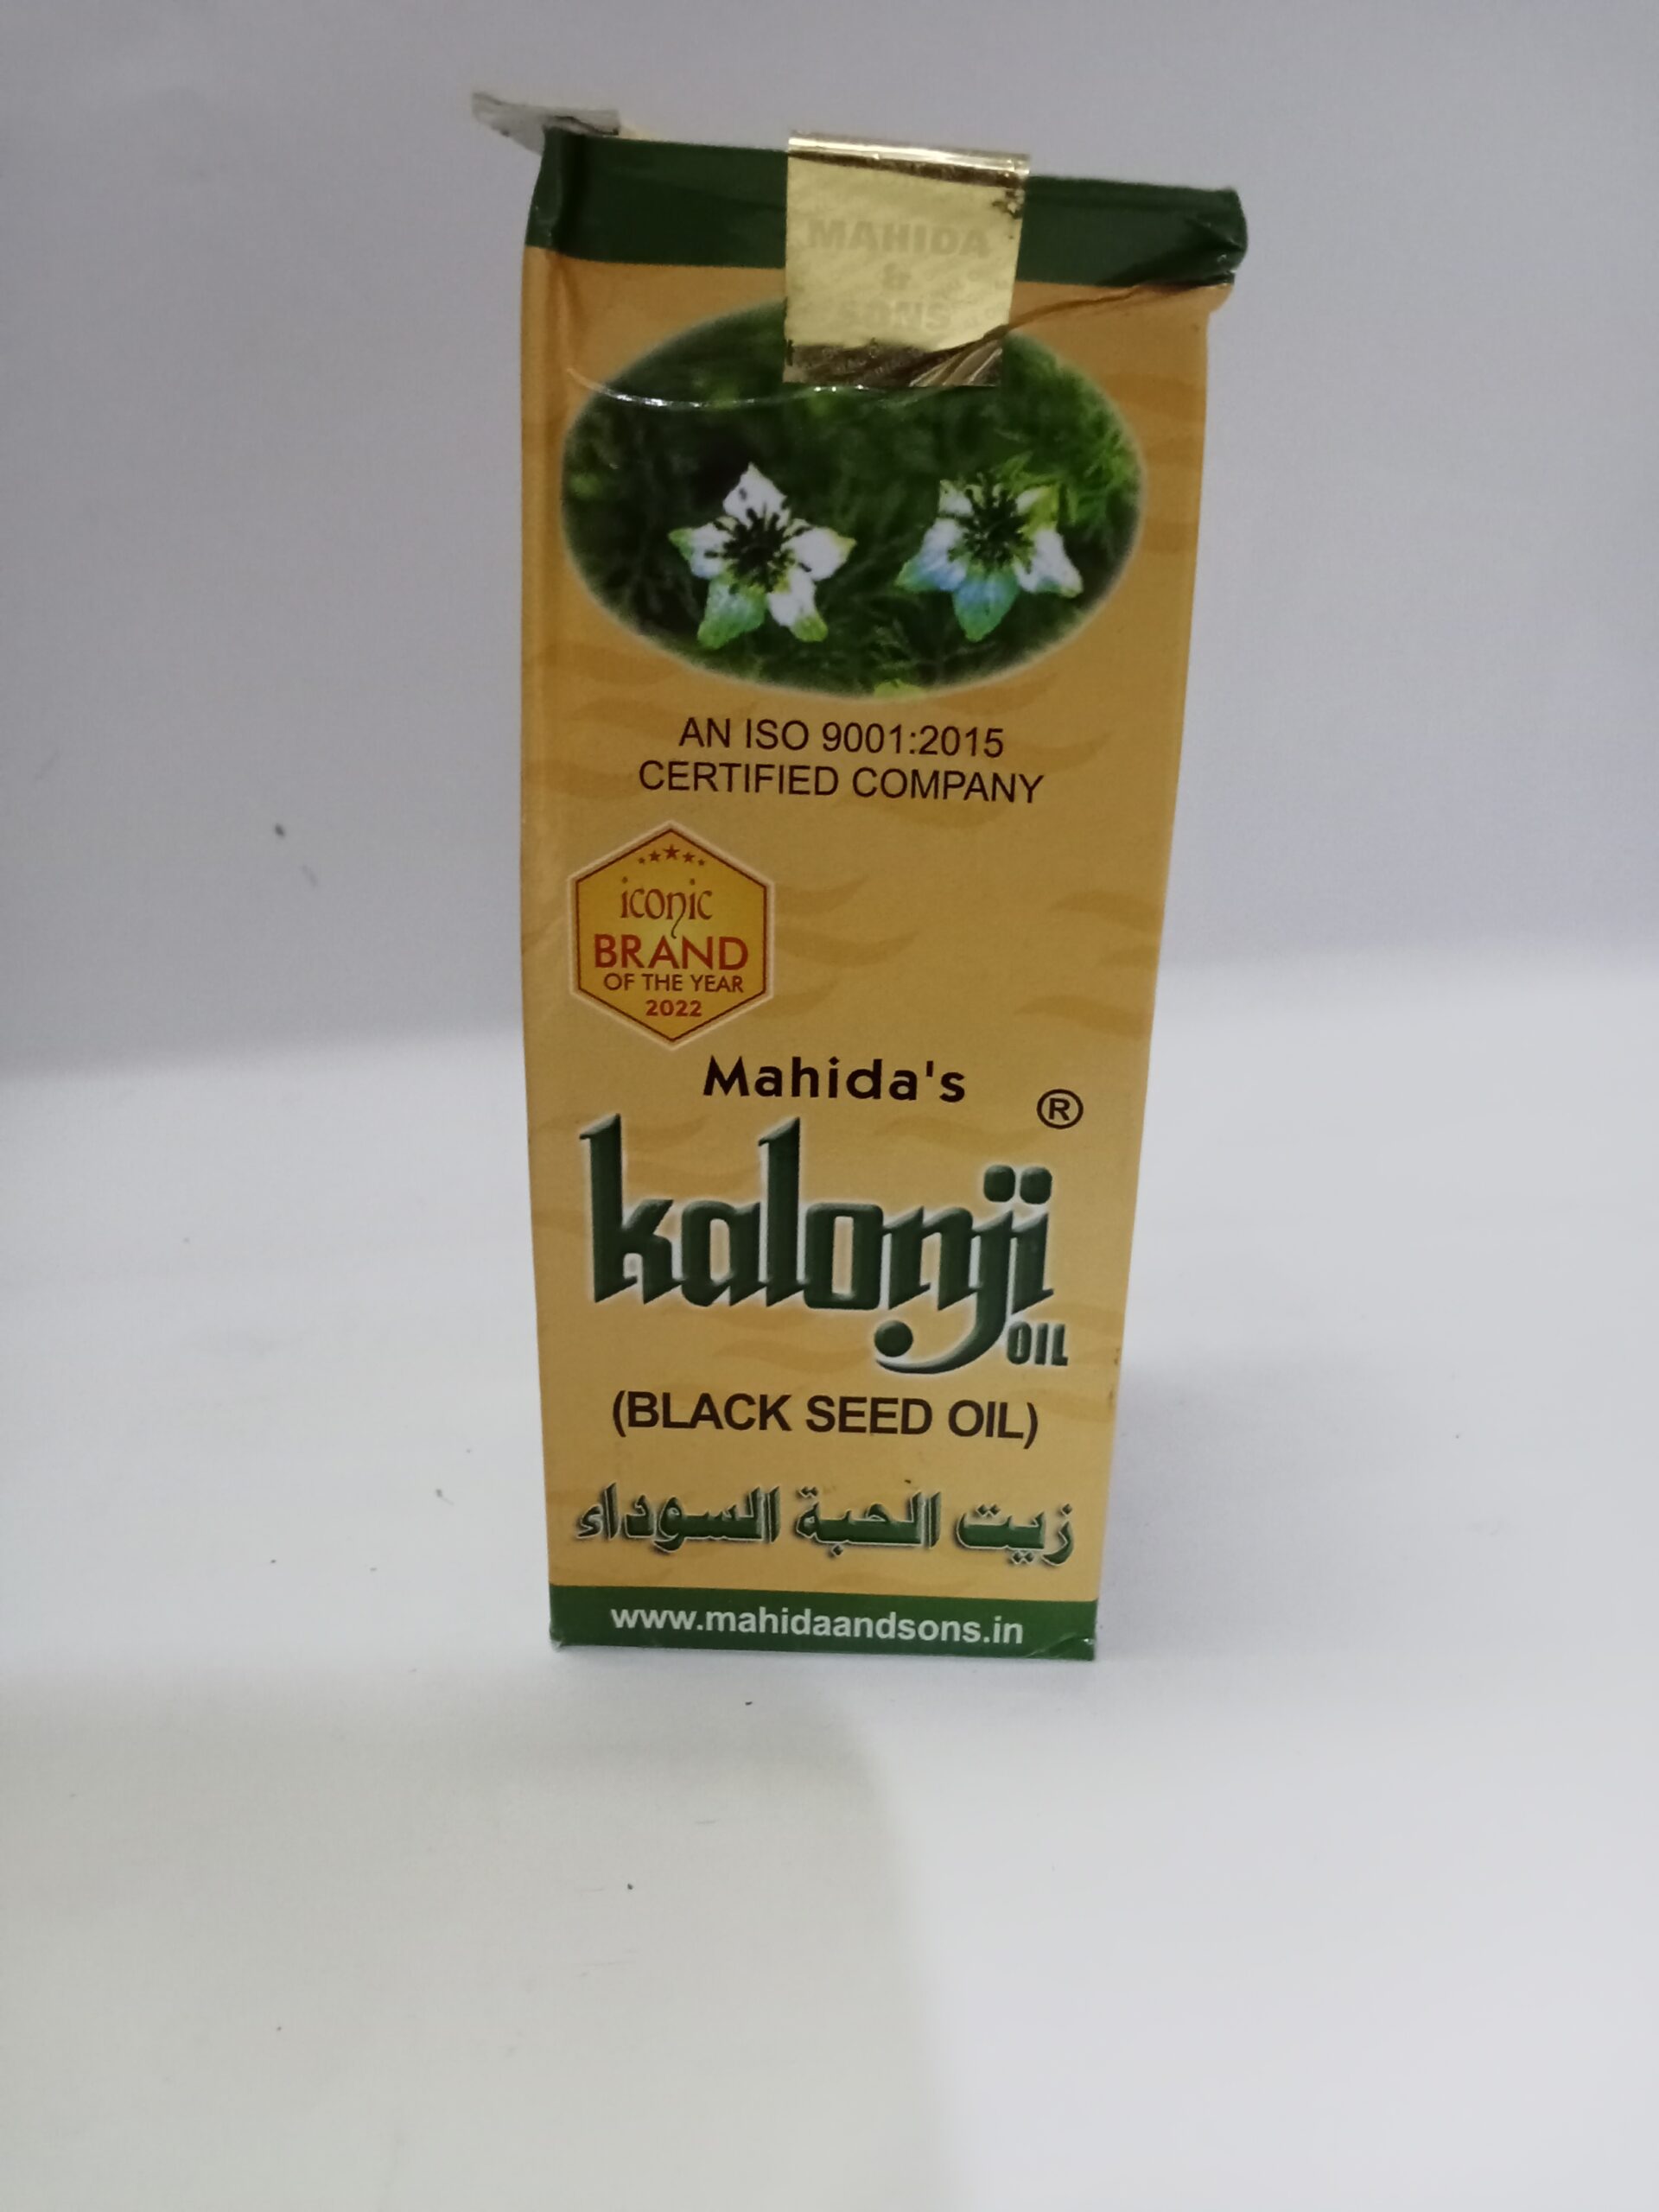 MAHIDA
&
SONS
AN ISO 9001:2015
CERTIFIED COMPANY
iconic
BRAND
OF THE YEAR
2022
Mahida's
®
kalonji
OIL
(BLACK SEED OIL)
زيت الحبة السوداء
www.mahidaandsons.in